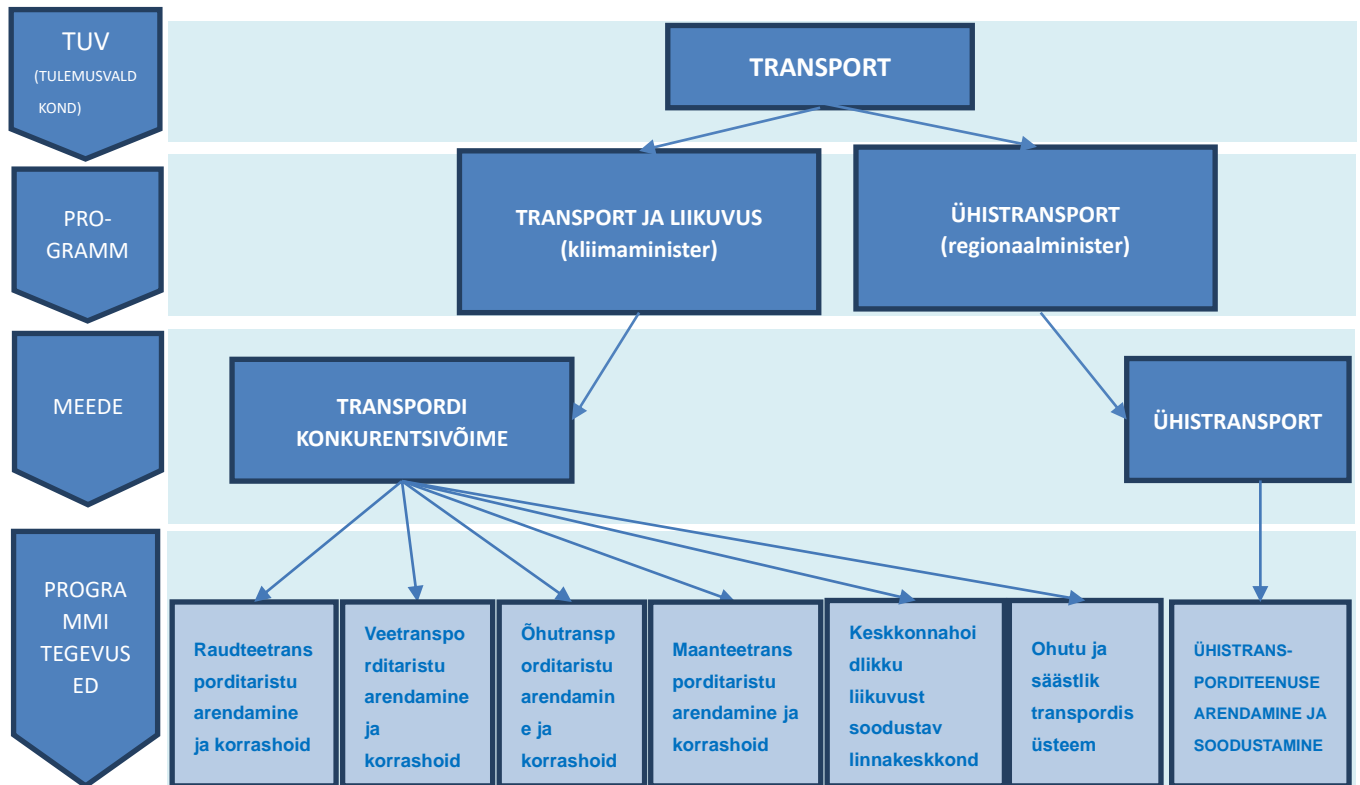 TUV
(TULEMUSVALD
KOND)
TRANSPORT
PRO-
GRAMM
TRANSPORT JA LIIKUVUS
(kliimaminister)
ÜHISTRANSPORT
(regionaalminister)
MEEDE
TRANSPORDI
KONKURENTSIVÕIME
ÜHISTRANSPORT
PROGRA
MMI
TEGEVUS
ED
Raudteetrans
porditaristu
arendamine
ja korrashoid
Veetranspo
rditaristu
arendamine
ja
korrashoid
Õhutransp
orditaristu
arendamin
e ja
korrashoid
Maanteetrans
porditaristu
arendamine ja
korrashoid
Keskkonnahoi
dlikku
liikuvust
soodustav
linnakeskkond
Ohutu ja
säästlik
transpordis
üsteem
ÜHISTRANS-
PORDITEENUSE
ARENDAMINE JA
SOODUSTAMINE